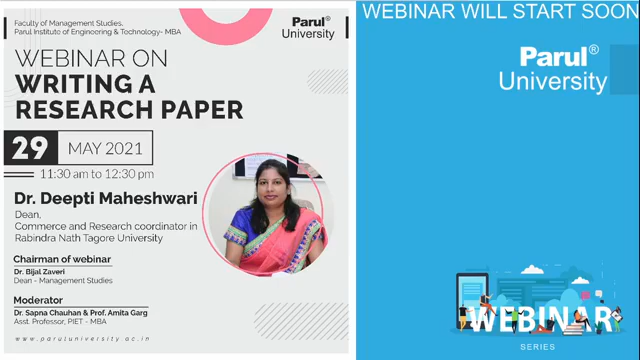 Faculty of Management Studies,
Parul Institute of Engineering & Technology- MBA
Parul®
University
WEBINAR ON
WRITING A
RESEARCH PAPER
29 MAY 2021
11:30 am to 12:30 pm
Dr. Deepti Maheshwari
Dean,
Commerce and Research coordinator in
Rabindra Nath Tagore University
Chairman of webinar
Dr. Bijal Zaveri
Dean - Management Studies
Moderator
Dr. Sapna Chauhan & Prof. Amita Garg
Asst. Professor, PIET - MBA
www.paruluniversity.ac.in
WEBINAR WILL START SOON
Parul®
University
WEBINAR
SERIES